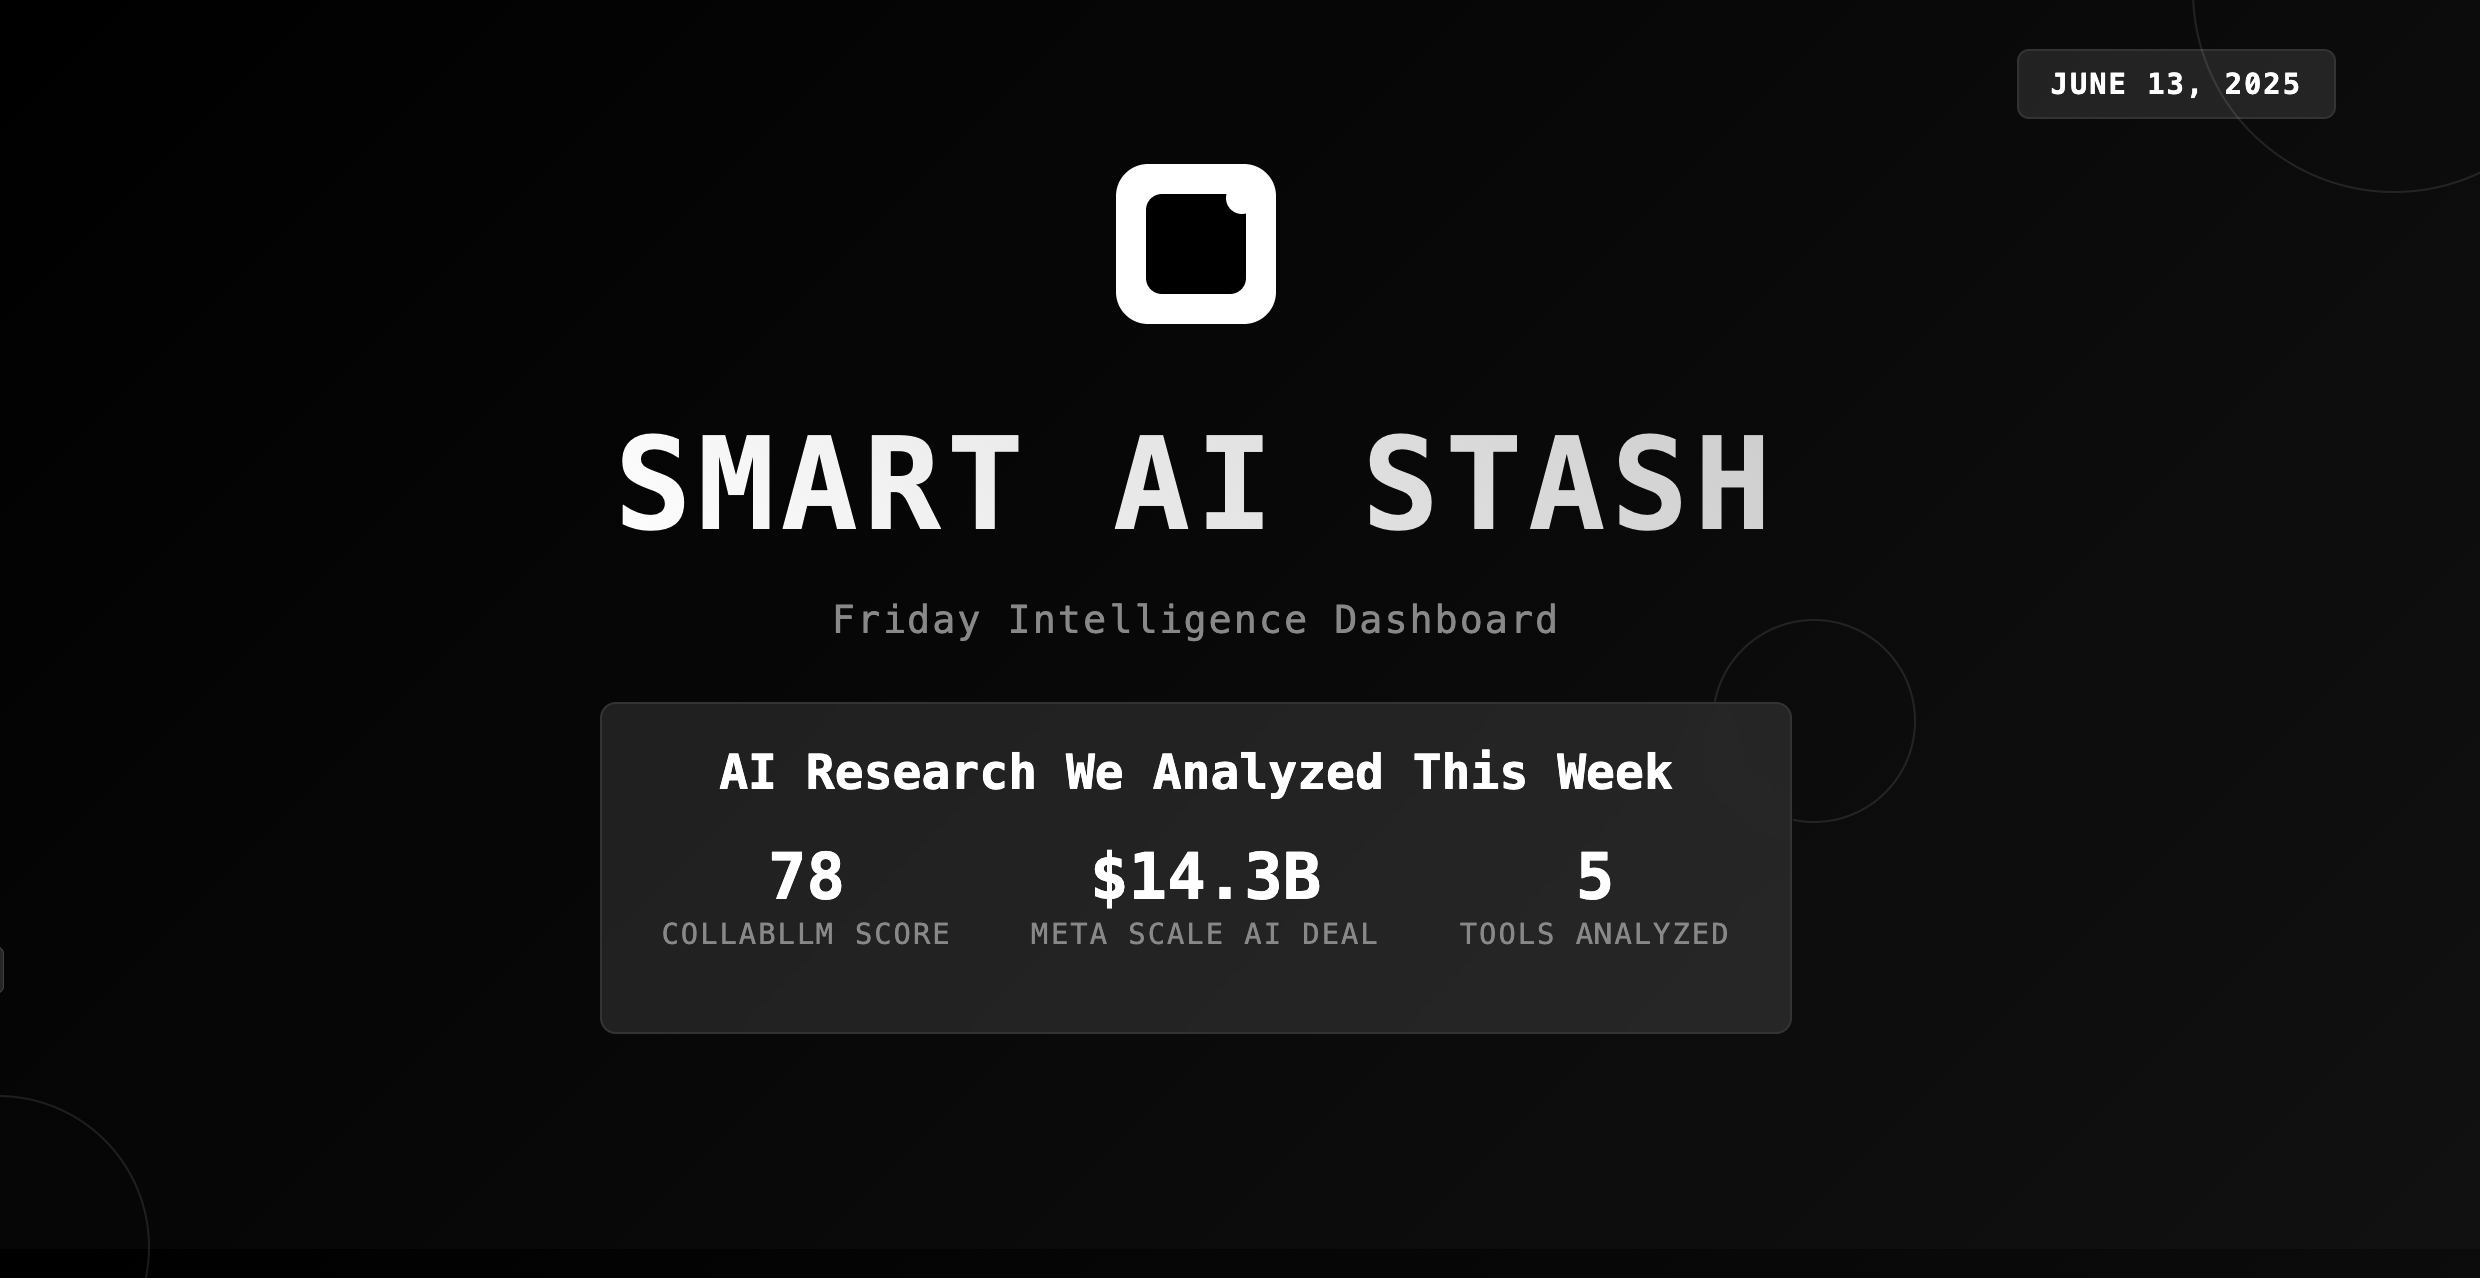 JUNE 13, 2025
SMART AI STASH
Friday Intelligence Dashboard
AI Research We Analyzed This Week
78
COLLABLLM SCORE
$14.3B
META SCALE AI DEAL
5
TOOLS ANALYZED